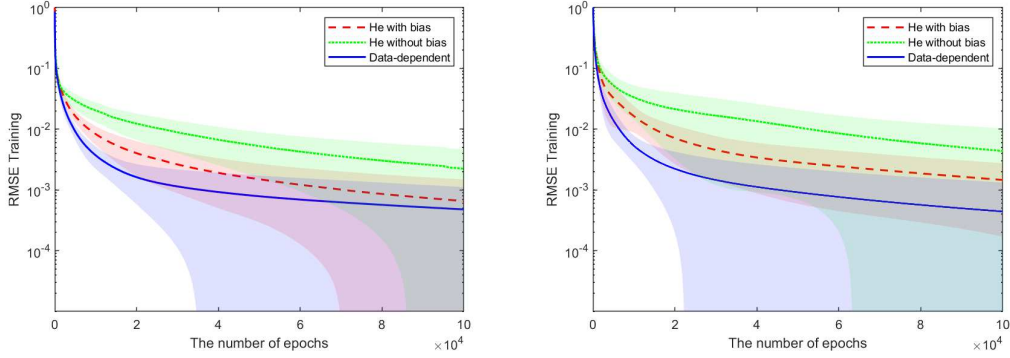 He with bias
He without bias
Data-dependent
RMSE Training
10^0
10^-1
10^-2
10^-3
10^-4
0 2 4 6 8 10
The number of epochs
×10^4
He with bias
He without bias
Data-dependent
RMSE Training
10^0
10^-1
10^-2
10^-3
10^-4
0 2 4 6 8 10
The number of epochs
×10^4